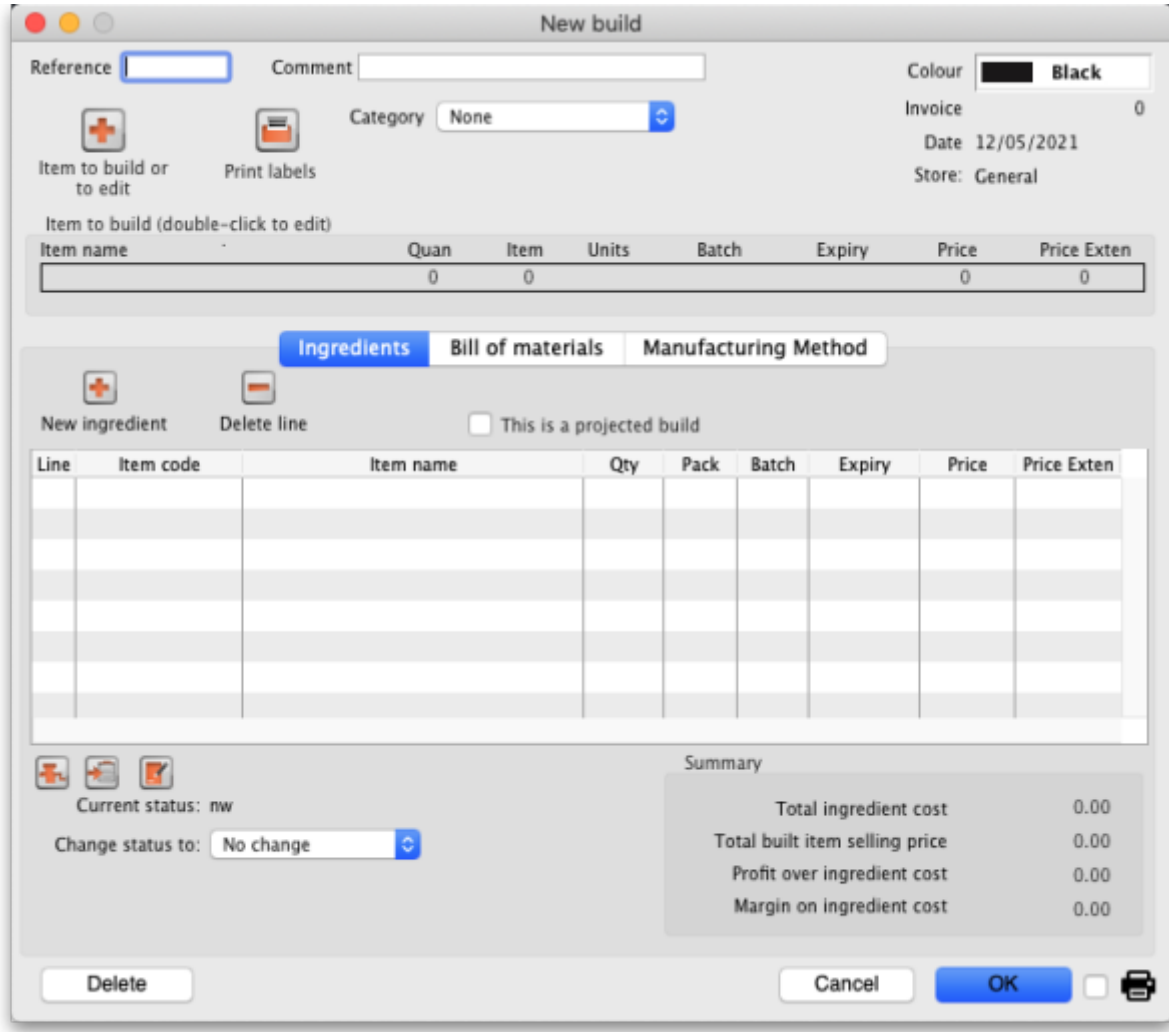 New build
Reference Comment Colour Black
Category None Invoice 0
Date 12/05/2021
Item to build or to edit Print labels Store: General
Item to build (double-click to edit)
Item name Quan Item Units Batch Expiry Price Price Exten
0 0 0 0
Ingredients Bill of materials Manufacturing Method
New ingredient Delete line This is a projected build
Line Item code Item name Qty Pack Batch Expiry Price Price Exten
Summary
Current status: nw
Total ingredient cost 0.00
Change status to: No change
Total built item selling price 0.00
Profit over ingredient cost 0.00
Margin on ingredient cost 0.00
Delete Cancel OK